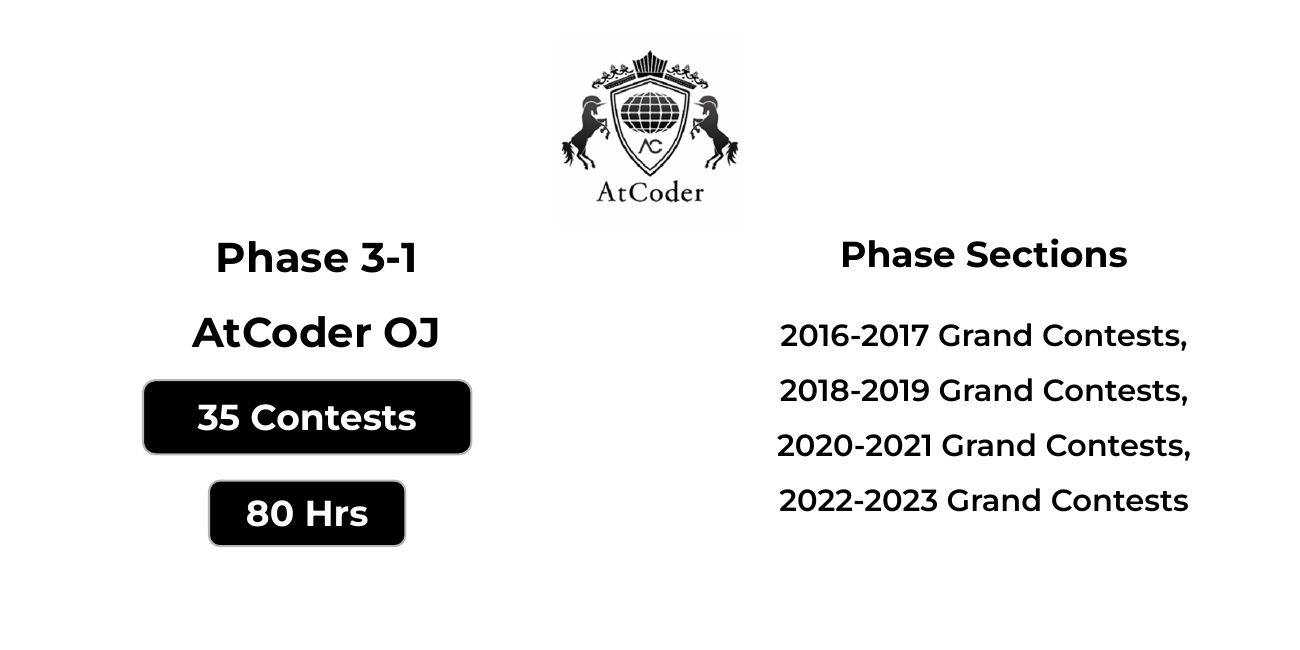 AC
AtCoder
Phase 3-1
AtCoder OJ
35 Contests
80 Hrs
Phase Sections
2016-2017 Grand Contests,
2018-2019 Grand Contests,
2020-2021 Grand Contests,
2022-2023 Grand Contests